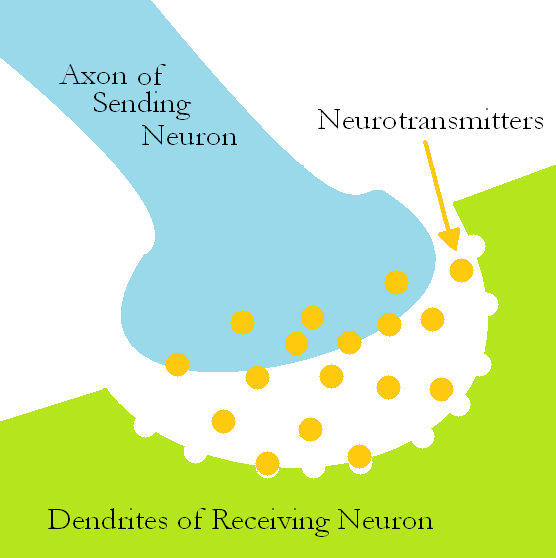 Axon of
Sending
Neuron
Neurotransmitters
Dendrites of Receiving Neuron